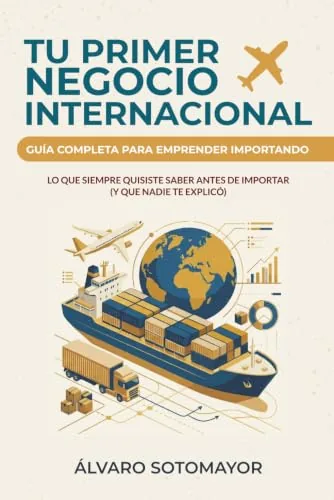 TU PRIMER
NEGOCIO
INTERNACIONAL
GUÍA COMPLETA PARA EMPRENDER IMPORTANDO
LO QUE SIEMPRE QUISISTE SABER ANTES DE IMPORTAR
(Y QUE NADIE TE EXPLICÓ)
ÁLVARO SOTOMAYOR